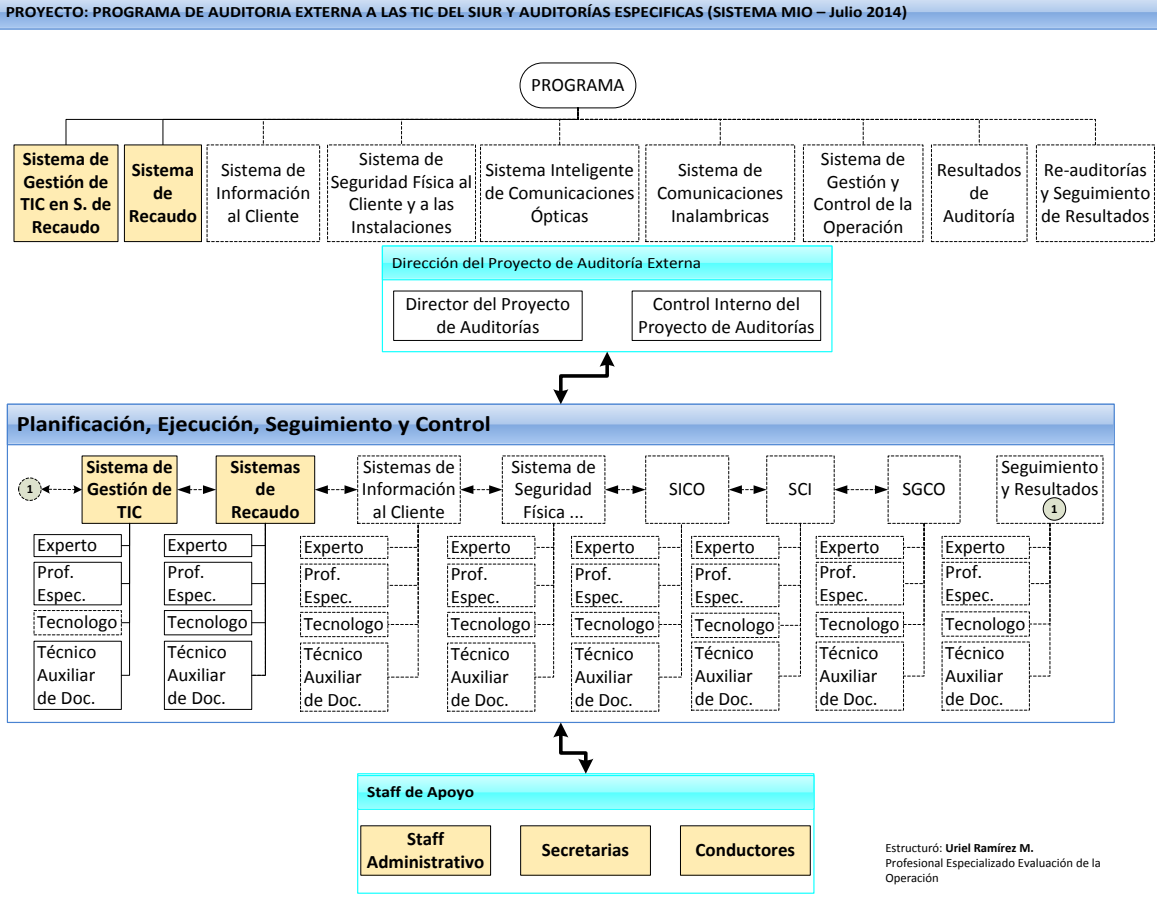 PROYECTO: PROGRAMA DE AUDITORIA EXTERNA A LAS TIC DEL SIUR Y AUDITORÍAS ESPECIFICAS (SISTEMA MIO – Julio 2014)
PROGRAMA
Sistema de
Gestión de
TIC en S. de
Recaudo
Sistema
de
Recaudo
Sistema de
Información
al Cliente
Sistema de
Seguridad Física al
Cliente y a las
Instalaciones
Sistema Inteligente
de Comunicaciones
Ópticas
Sistema de
Comunicaciones
Inalambricas
Sistema de
Gestión y
Control de la
Operación
Resultados
de
Auditoría
Re-auditorías
y Seguimiento
de Resultados
Dirección del Proyecto de Auditoría Externa
Director del Proyecto
de Auditorías
Control Interno del
Proyecto de Auditorías
Planificación, Ejecución, Seguimiento y Control
1
Sistema de
Gestión de
TIC
Sistemas
de
Recaudo
Sistemas de
Información
al Cliente
Sistema de
Seguridad
Física ...
SICO
SCI
SGCO
Seguimiento
y Resultados
1
Experto
Prof.
Espec.
Tecnologo
Técnico
Auxiliar
de Doc.
Experto
Prof.
Espec.
Tecnologo
Técnico
Auxiliar
de Doc.
Experto
Prof.
Espec.
Tecnologo
Técnico
Auxiliar
de Doc.
Experto
Prof.
Espec.
Tecnologo
Técnico
Auxiliar
de Doc.
Experto
Prof.
Espec.
Tecnologo
Técnico
Auxiliar
de Doc.
Experto
Prof.
Espec.
Tecnologo
Técnico
Auxiliar
de Doc.
Experto
Prof.
Espec.
Tecnologo
Técnico
Auxiliar
de Doc.
Experto
Prof.
Espec.
Tecnologo
Técnico
Auxiliar
de Doc.
Staff de Apoyo
Staff
Administrativo
Secretarias
Conductores
Estructuró: Uriel Ramírez M.
Profesional Especializado Evaluación de la
Operación